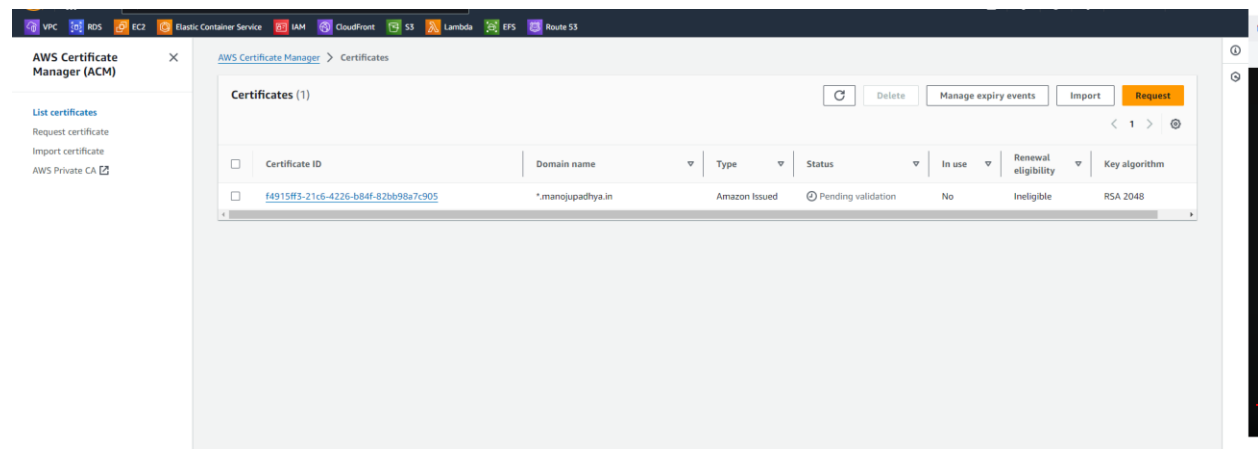 VPC RDS EC2 Elastic Container Service IAM CloudFront S3 Lambda EFS Route 53
AWS Certificate Manager (ACM)
List certificates
Request certificate
Import certificate
AWS Private CA
AWS Certificate Manager > Certificates
Certificates (1)
Delete Manage expiry events Import Request
< 1 >
Certificate ID Domain name Type Status In use Renewal eligibility Key algorithm
f4915ff3-21c6-4226-b84f-82bb98a7c905 *.manojupadhya.in Amazon Issued Pending validation No Ineligible RSA 2048